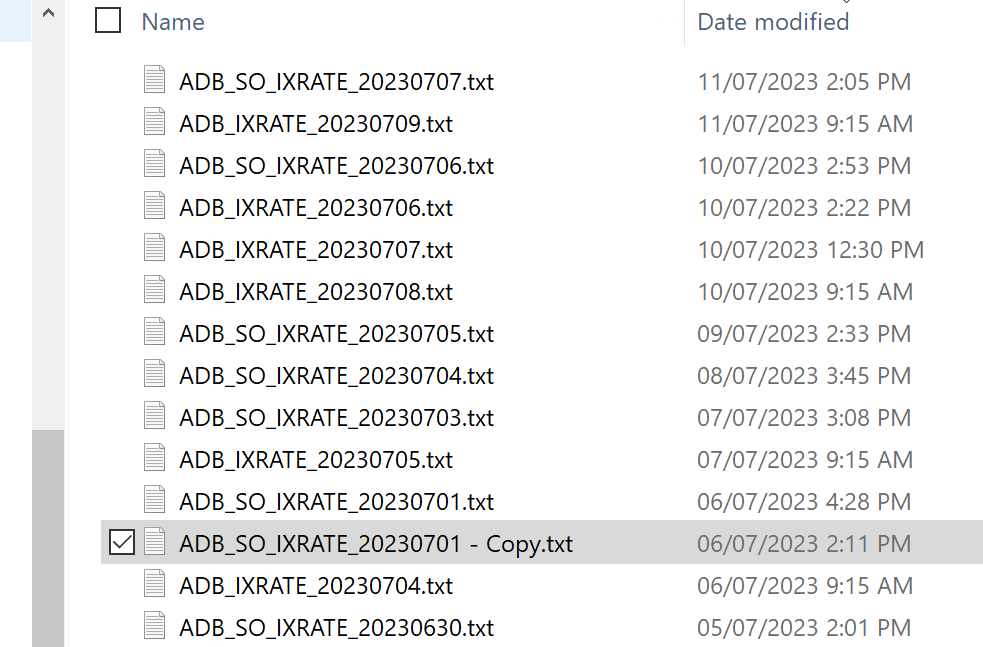 Name Date modified
ADB_SO_IXRATE_20230707.txt 11/07/2023 2:05 PM
ADB_IXRATE_20230709.txt 11/07/2023 9:15 AM
ADB_SO_IXRATE_20230706.txt 10/07/2023 2:53 PM
ADB_IXRATE_20230706.txt 10/07/2023 2:22 PM
ADB_IXRATE_20230707.txt 10/07/2023 12:30 PM
ADB_IXRATE_20230708.txt 10/07/2023 9:15 AM
ADB_SO_IXRATE_20230705.txt 09/07/2023 2:33 PM
ADB_SO_IXRATE_20230704.txt 08/07/2023 3:45 PM
ADB_SO_IXRATE_20230703.txt 07/07/2023 3:08 PM
ADB_IXRATE_20230705.txt 07/07/2023 9:15 AM
ADB_SO_IXRATE_20230701.txt 06/07/2023 4:28 PM
ADB_SO_IXRATE_20230701 - Copy.txt 06/07/2023 2:11 PM
ADB_IXRATE_20230704.txt 06/07/2023 9:15 AM
ADB_SO_IXRATE_20230630.txt 05/07/2023 2:01 PM